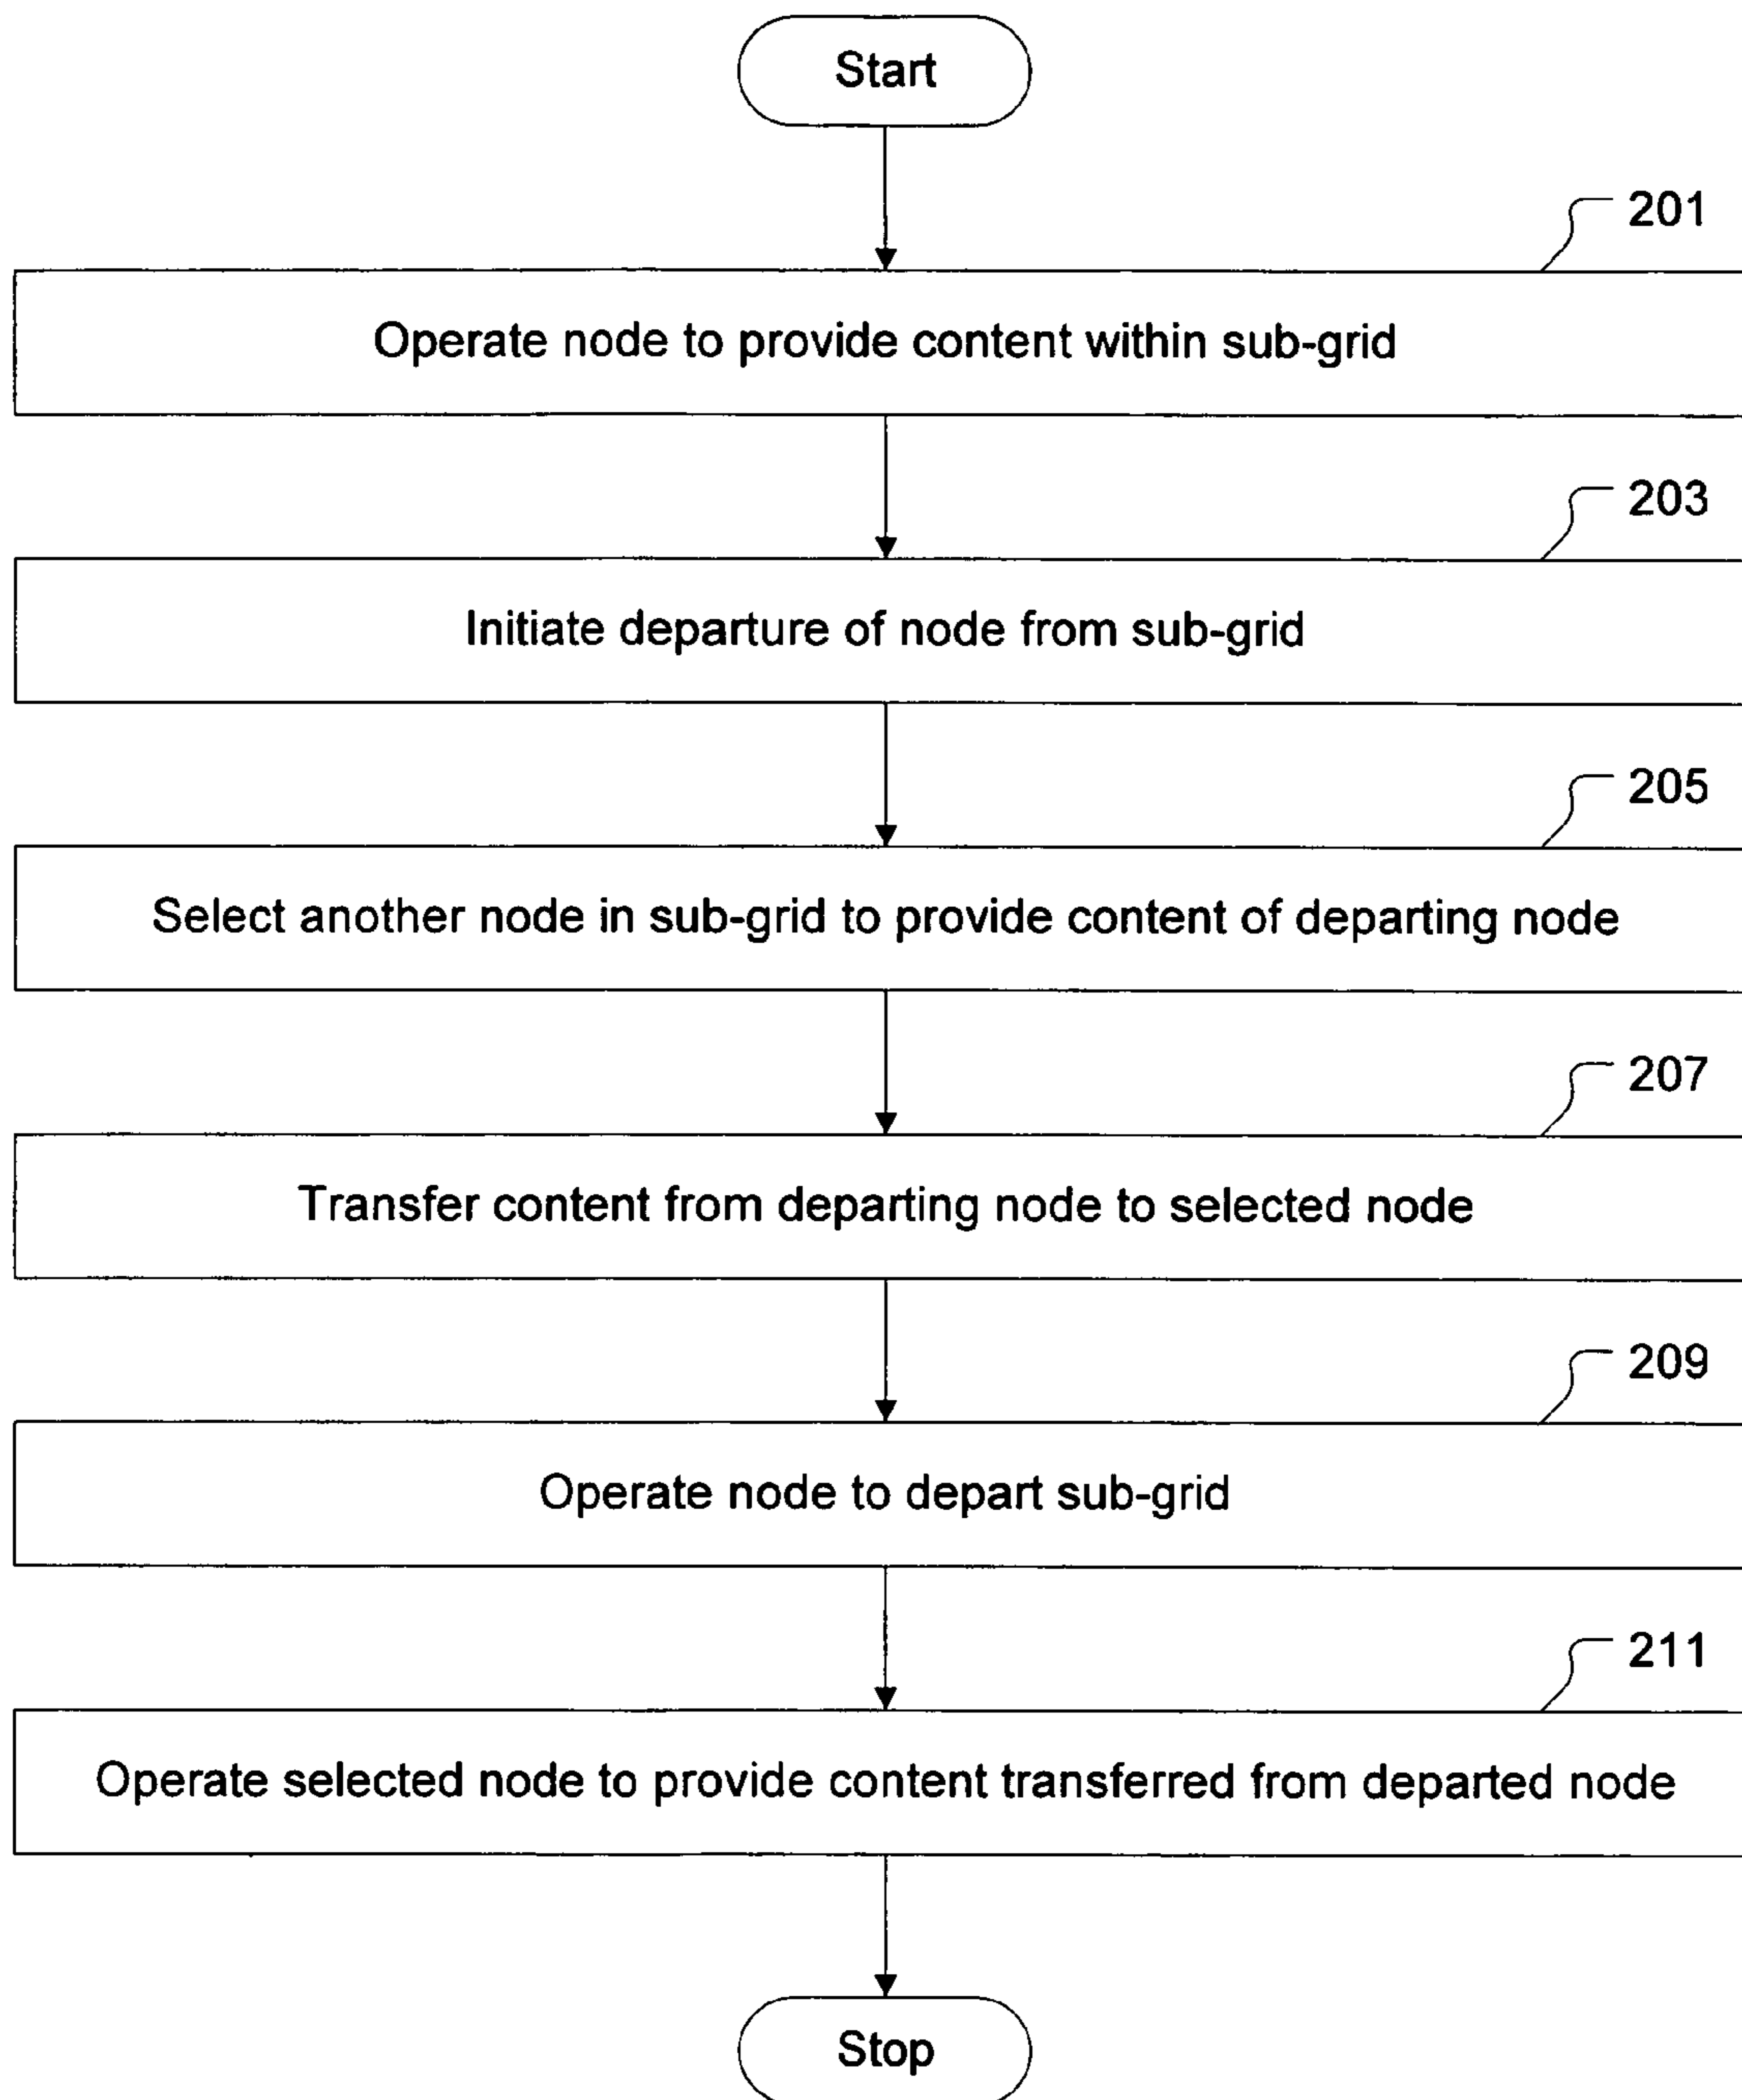 Start
201
Operate node to provide content within sub-grid
203
Initiate departure of node from sub-grid
205
Select another node in sub-grid to provide content of departing node
207
Transfer content from departing node to selected node
209
Operate node to depart sub-grid
211
Operate selected node to provide content transferred from departed node
Stop